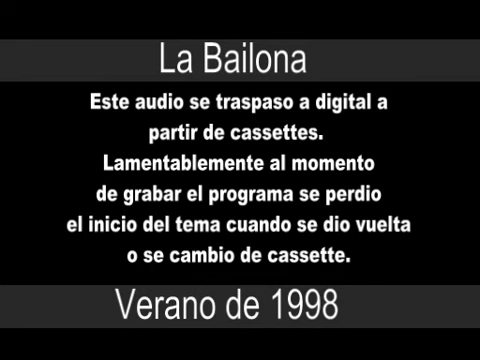 La Bailona
Este audio se traspaso a digital a
partir de cassettes.
Lamentablemente al momento
de grabar el programa se perdio
el inicio del tema cuando se dio vuelta
o se cambio de cassette.
Verano de 1998